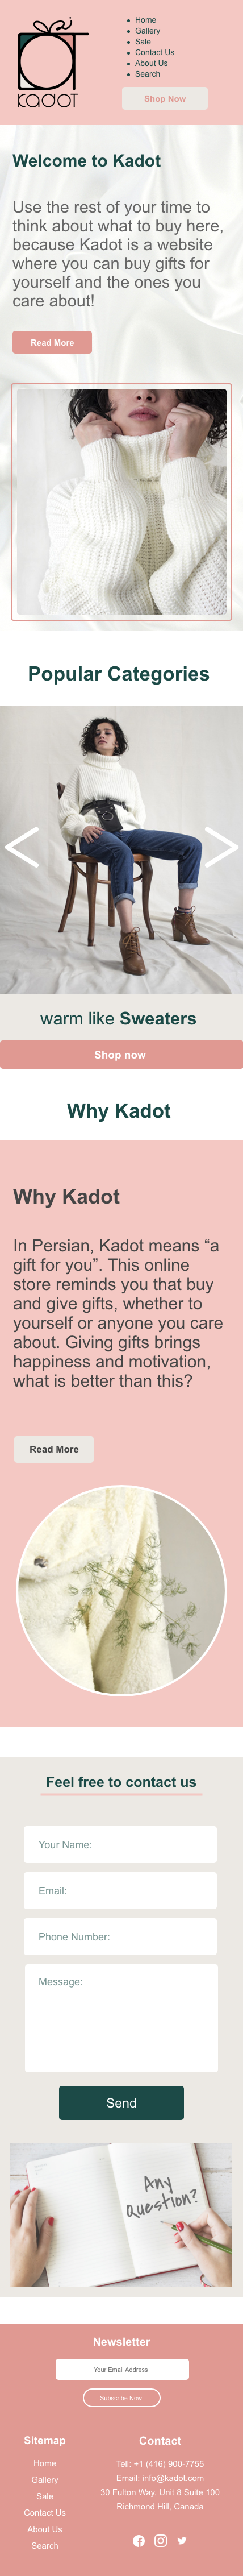 KADOT
Home
Gallery
Sale
Contact Us
About Us
Search
Shop Now
Welcome to Kadot
Use the rest of your time to
think about what to buy here,
because Kadot is a website
where you can buy gifts for
yourself and the ones you
care about!
Read More
Popular Categories
warm like Sweaters
Shop now
Why Kadot
Why Kadot
In Persian, Kadot means “a
gift for you”. This online
store reminds you that buy
and give gifts, whether to
yourself or anyone you care
about. Giving gifts brings
happiness and motivation,
what is better than this?
Read More
Feel free to contact us
Your Name:
Email:
Phone Number:
Message:
Send
Any
Question?
Newsletter
Your Email Address
Subscribe Now
Sitemap
Home
Gallery
Sale
Contact Us
About Us
Search
Contact
Tell: +1 (416) 900-7755
Email: info@kadot.com
30 Fulton Way, Unit 8 Suite 100
Richmond Hill, Canada